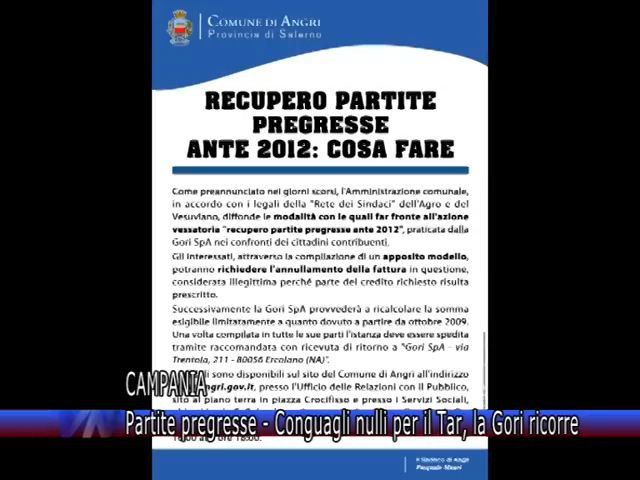 COMUNE DI ANGRI
Provincia di Salerno
RECUPERO PARTITE
PREGRESSE
ANTE 2012: COSA FARE
Come preannunciato nei giorni scorsi, l'Amministrazione comunale,
in accordo con i legali della "Rete dei Sindaci" dell'Agro e del
Vesuviano, diffonde le modalità con le quali far fronte all'azione
vessatoria "recupero partite pregresse ante 2012", praticata dalla
Gori SpA nei confronti dei cittadini contribuenti.
Gli interessati, attraverso la compilazione di un apposito modello,
potranno richiedere l'annullamento della fattura in questione,
considerata illegittima perché parte del credito richiesto risulta
prescritto.
Successivamente la Gori SpA provvederà a ricalcolare la somma
esigibile limitatamente a quanto dovuto a partire da ottobre 2009.
Una volta compilata in tutte le sue parti l'istanza deve essere spedita
tramite raccomandata con ricevuta di ritorno a "Gori SpA - via
Trentola, 211 - 80056 Ercolano (NA)".
sono disponibili sul sito del Comune di Angri all'indirizzo
CAMPANIA
presso l'Ufficio delle Relazioni con il Pubblico,
sito al piano terra in piazza Crocifisso e presso i Servizi Sociali,
Partite pregresse - Conguagli nulli per il Tar, la Gori ricorre
18:00.
Il Sindaco di Angri
Pasquale Mauri